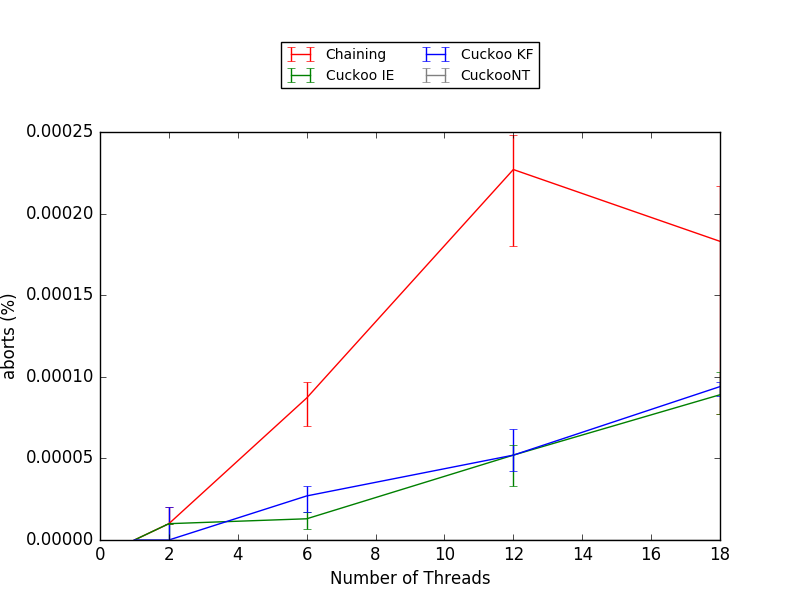 Chaining Cuckoo KF
Cuckoo IE CuckooNT
0.00025
0.00020
0.00015
0.00010
0.00005
0.00000
aborts (%)
0 2 4 6 8 10 12 14 16 18
Number of Threads